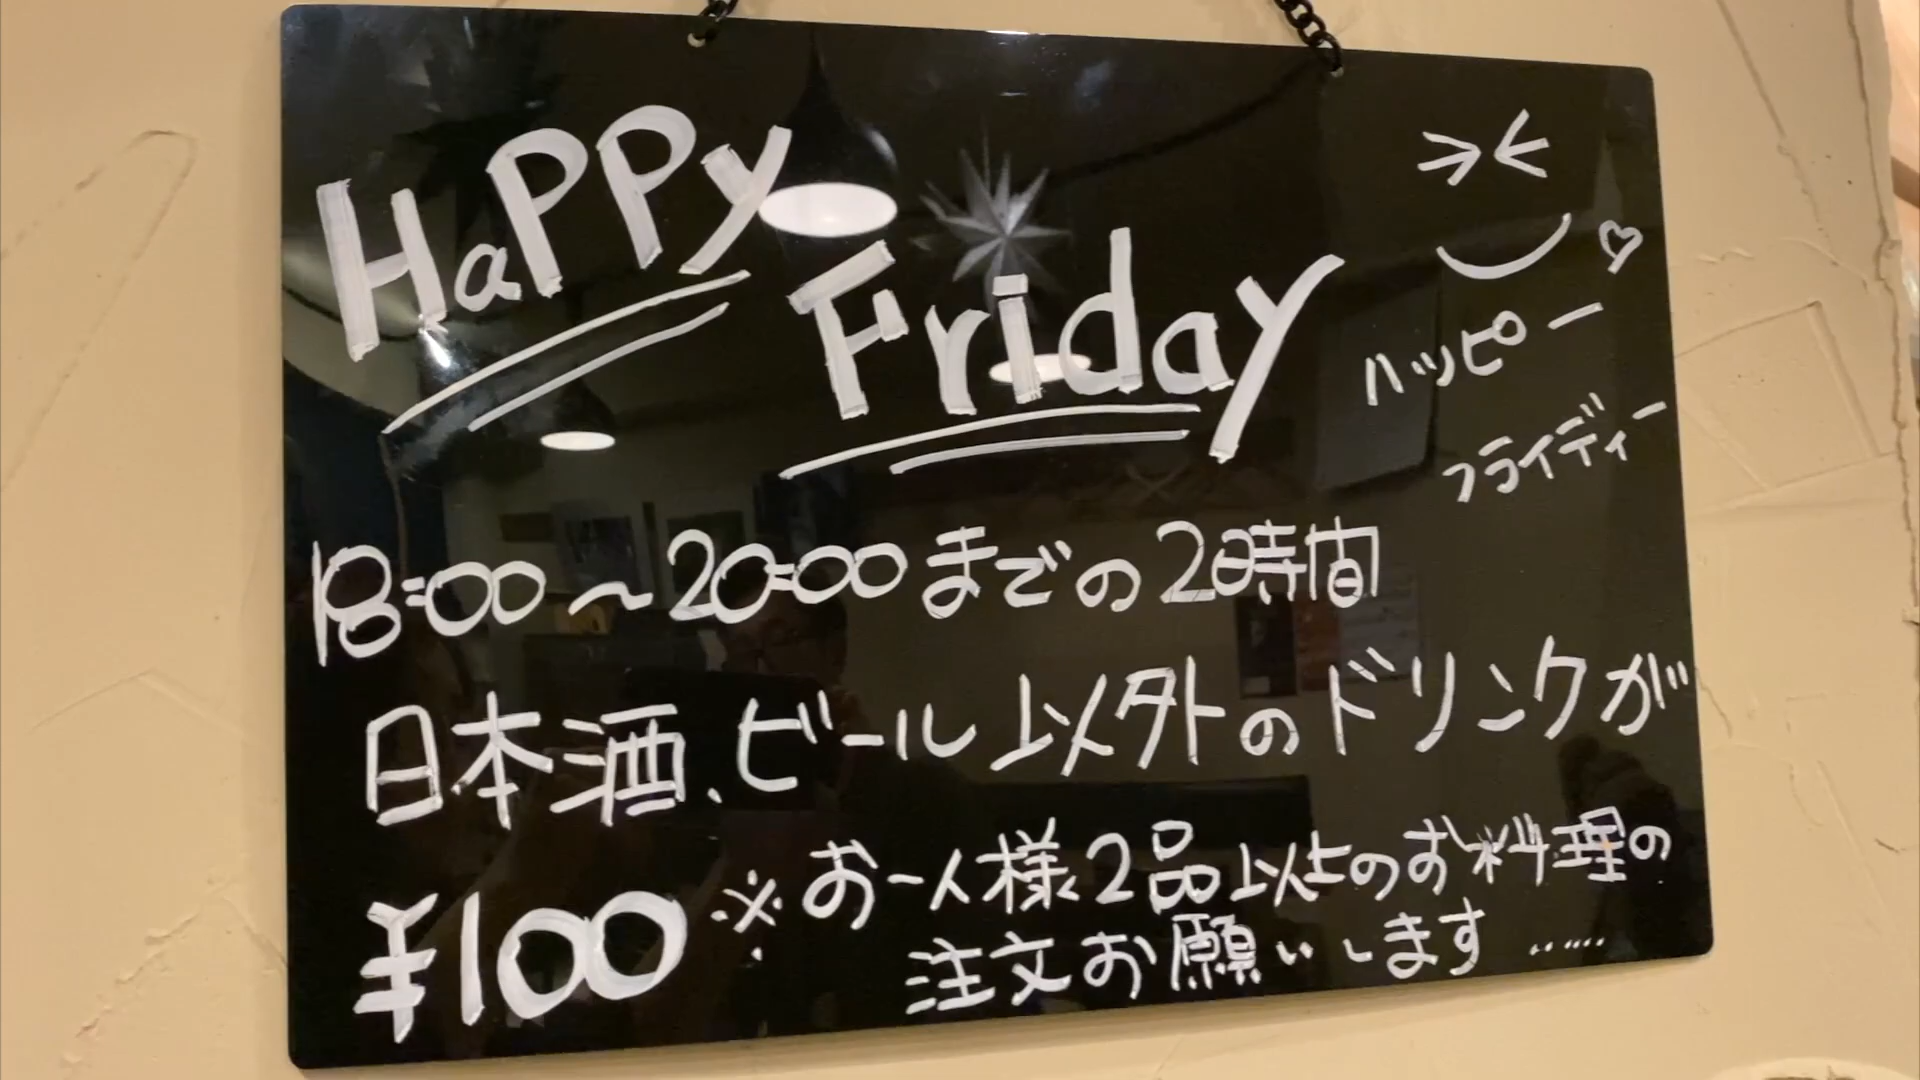 HaPPy
Friday
ハッピー
フライディー
18:00～20:00までの2時間
日本酒、ビール以外のドリンクが
¥100 ※お一人様2品以上のお料理の
注文お願いします……